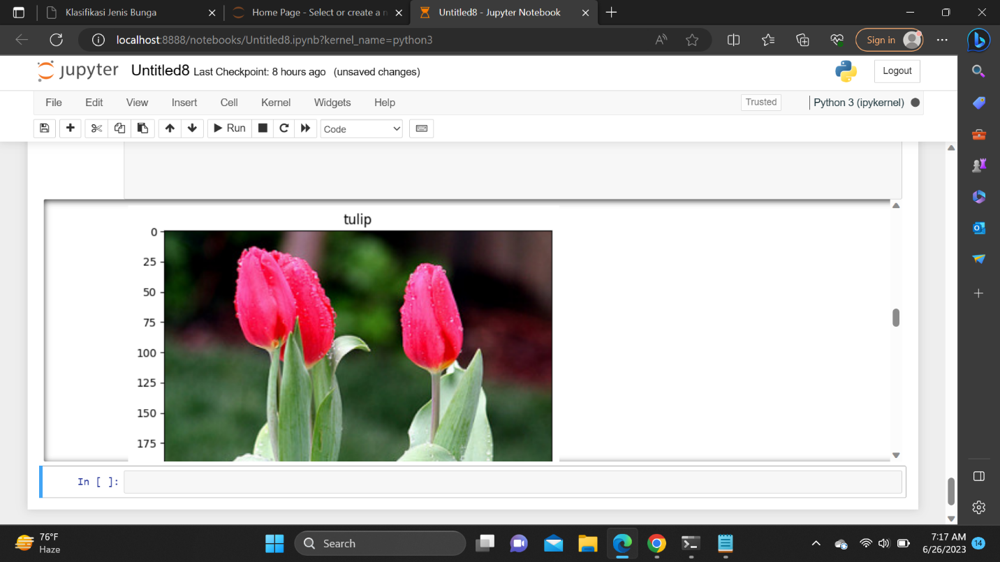 Klasifikasi Jenis Bunga
Home Page - Select or create a n
Untitled8 - Jupyter Notebook
localhost:8888/notebooks/Untitled8.ipynb?kernel_name=python3
Sign in
jupyter Untitled8 Last Checkpoint: 8 hours ago (unsaved changes)
Logout
File Edit View Insert Cell Kernel Widgets Help
Trusted
Python 3 (ipykernel)
Run
Code
tulip
0
25
50
75
100
125
150
175
In [ ]:
76°F
Haze
Search
7:17 AM
6/26/2023
14